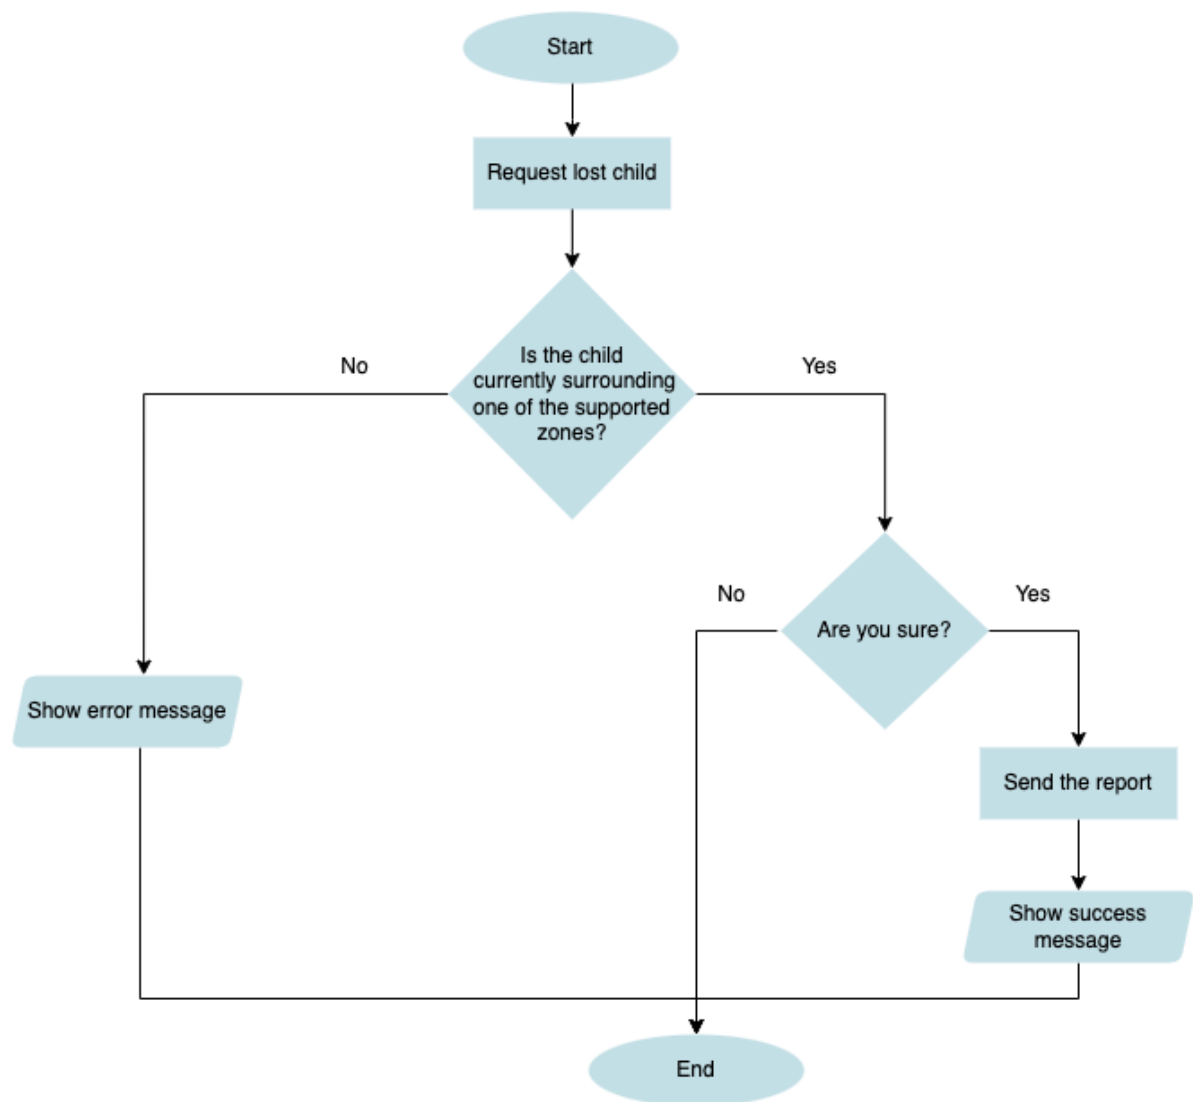 Start
Request lost child
Is the child
currently surrounding
one of the supported
zones?
No
Yes
Are you sure?
No
Yes
Show error message
Send the report
Show success
message
End